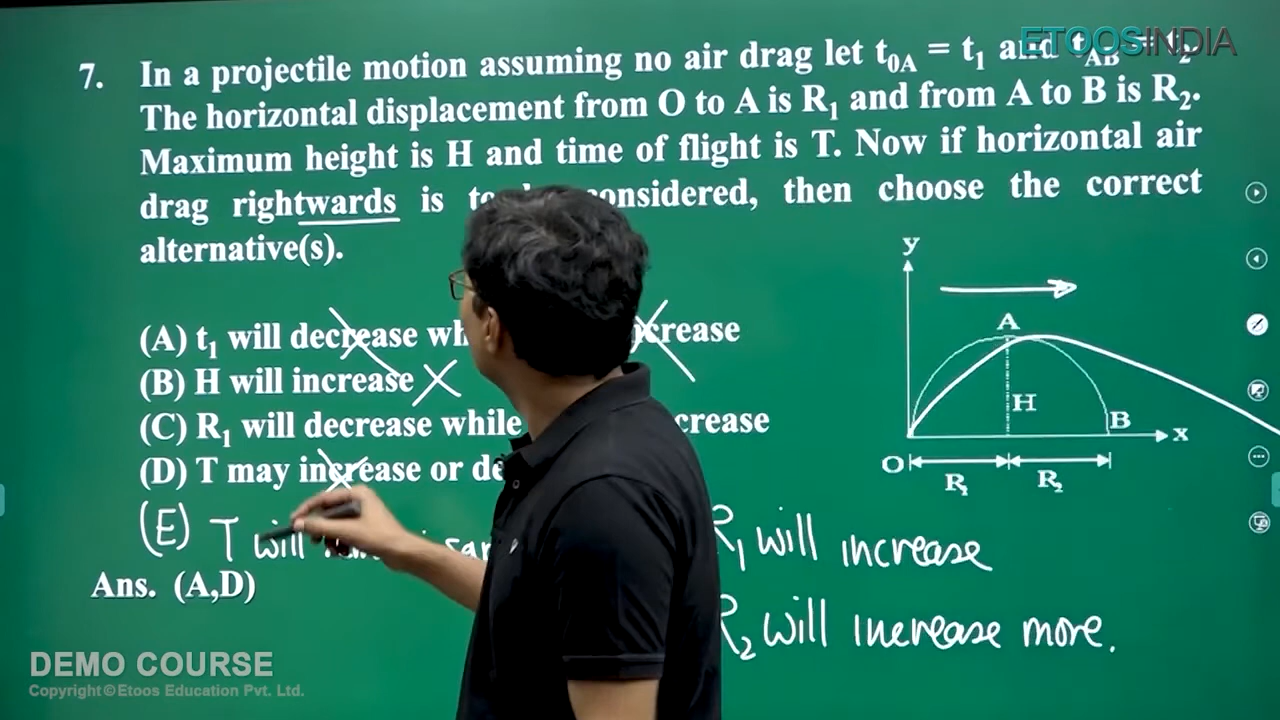 ETOOSINDIA
7. In a projectile motion assuming no air drag let t₀A = t₁ and tAB = t₂.
The horizontal displacement from O to A is R₁ and from A to B is R₂.
Maximum height is H and time of flight is T. Now if horizontal air
drag rightwards is to be considered, then choose the correct
alternative(s).
(A) t₁ will decrease crease
(B) H will increase
(C) R₁ will decrease while crease
(D) T may increase or
(E) T will
R₁ will increase
Ans. (A,D)
R₂ will increase more.
y
A
H
B
x
O
R₁
R₂
DEMO COURSE
Copyright©Etoos Education Pvt. Ltd.